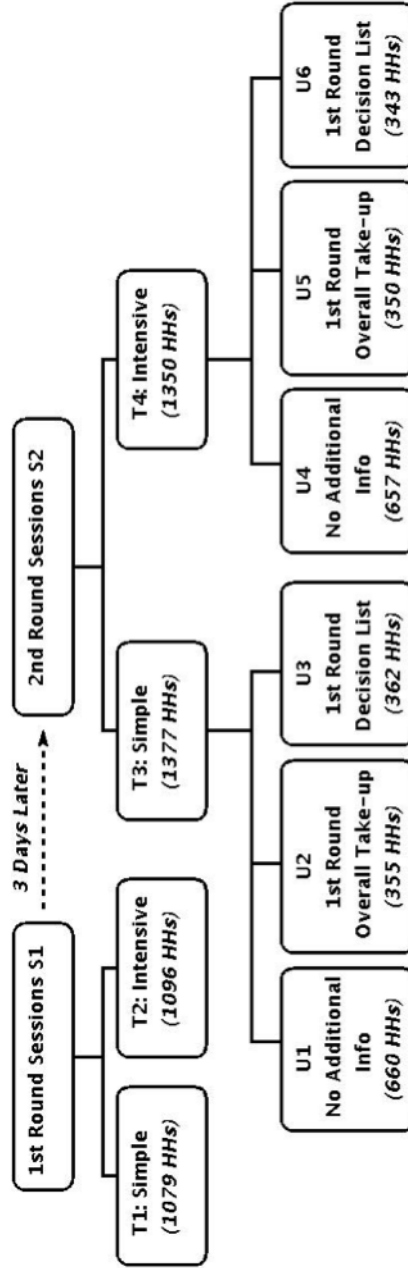 1st Round Sessions S1
3 Days Later
2nd Round Sessions S2
T1: Simple
(1079 HHs)
T2: Intensive
(1096 HHs)
T3: Simple
(1377 HHs)
T4: Intensive
(1350 HHs)
U1
No Additional
Info
(660 HHs)
U2
1st Round
Overall Take-up
(355 HHs)
U3
1st Round
Decision List
(362 HHs)
U4
No Additional
Info
(657 HHs)
U5
1st Round
Overall Take-up
(350 HHs)
U6
1st Round
Decision List
(343 HHs)